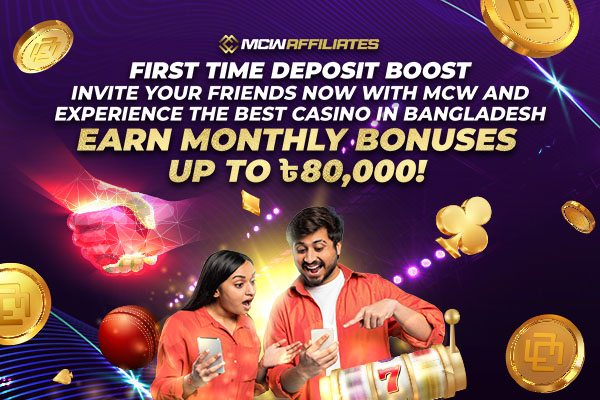 MCWAFFILIATES
FIRST TIME DEPOSIT BOOST
INVITE YOUR FRIENDS NOW WITH MCW AND
EXPERIENCE THE BEST CASINO IN BANGLADESH
EARN MONTHLY BONUSES
UP TO ৳80,000!
7